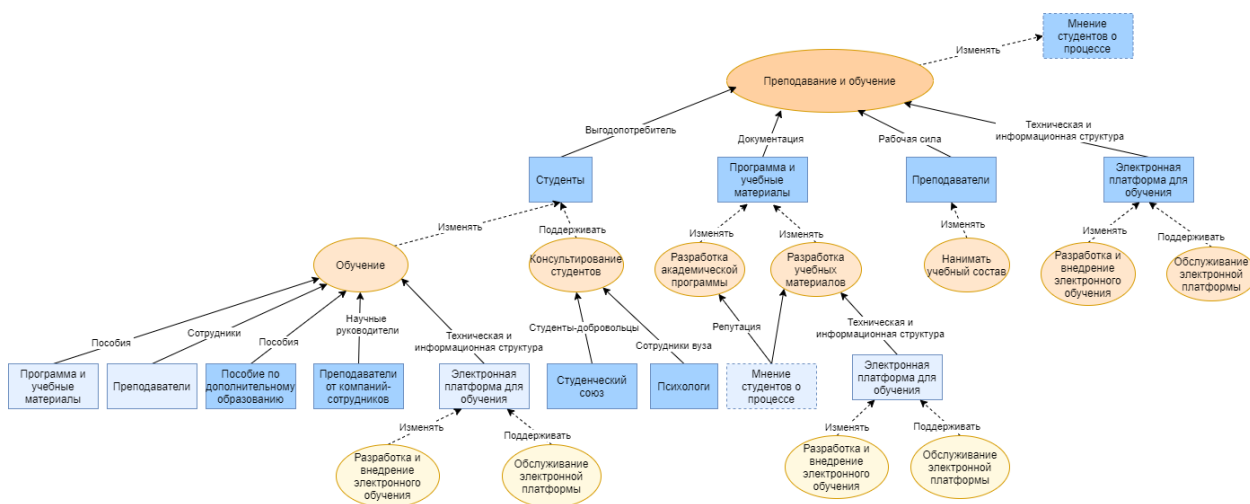 Мнение
студентов о
процессе
Изменять
Преподавание и обучение
Выгодопотребитель
Документация
Рабочая сила
Техническая и
информационная структура
Студенты
Программа и
учебные
материалы
Преподаватели
Электронная
платформа для
обучения
Изменять
Поддерживать
Изменять
Изменять
Изменять
Изменять
Поддерживать
Обучение
Консультирование
студентов
Разработка
академической
программы
Разработка
учебных
материалов
Нанимать
учебный состав
Разработка и
внедрение
электронного
обучения
Обслуживание
электронной
платформы
Пособия
Сотрудники
Пособия
Научные
руководители
Техническая и
информационная структура
Студенты-добровольцы
Сотрудники вуза
Репутация
Техническая и
информационная структура
Программа и
учебные
материалы
Преподаватели
Пособие по
дополнительному
образованию
Преподаватели
от компаний-
сотрудников
Электронная
платформа для
обучения
Студенческий
союз
Психологи
Мнение
студентов о
процессе
Электронная
платформа для
обучения
Изменять
Поддерживать
Изменять
Поддерживать
Разработка и
внедрение
электронного
обучения
Обслуживание
электронной
платформы
Разработка и
внедрение
электронного
обучения
Обслуживание
электронной
платформы